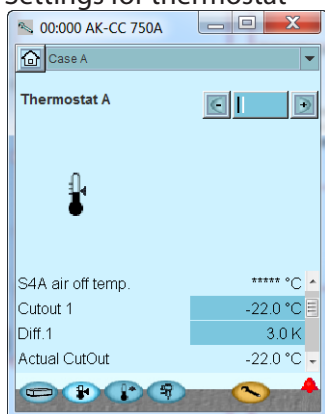 Settings for thermostat
00:000 AK-CC 750A
Case A
Thermostat A
S4A air off temp. ***** °C
Cutout 1 -22.0 °C
Diff.1 3.0 K
Actual CutOut -22.0 °C